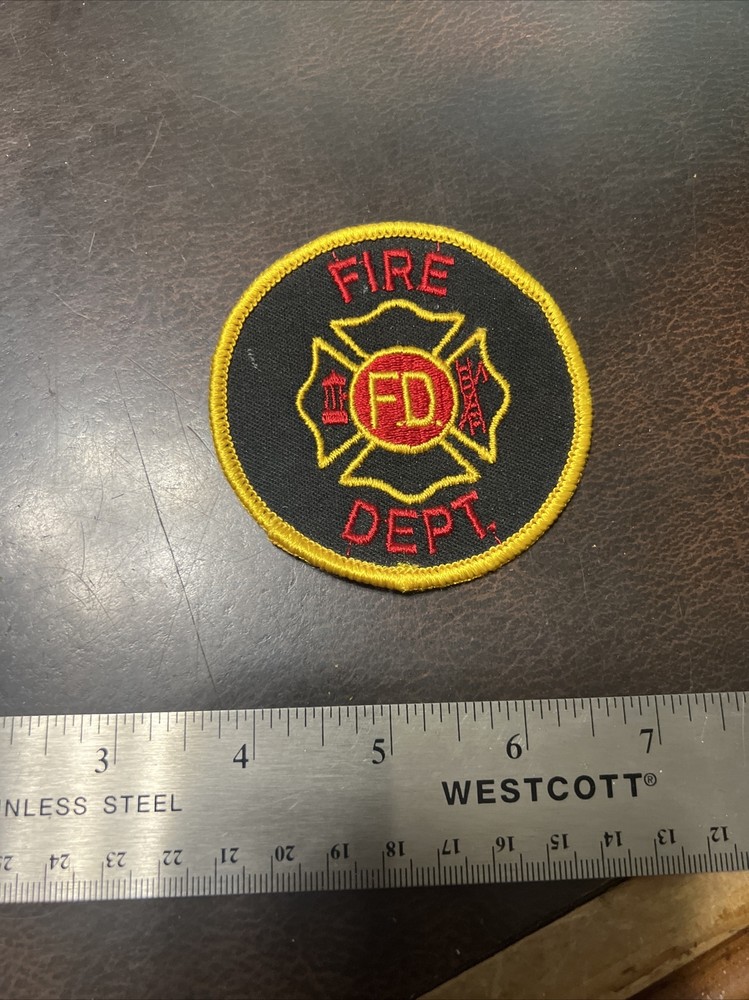 FIRE
F.D.
DEPT.
3 4 5 6 7
NLESS STEEL WESTCOTT®
24 23 22 21 20 19 18 17 16 15 14 13 12